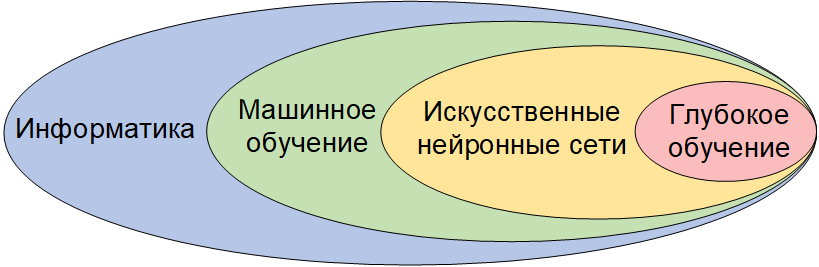 Информатика
Машинное
обучение
Искусственные
нейронные сети
Глубокое
обучение